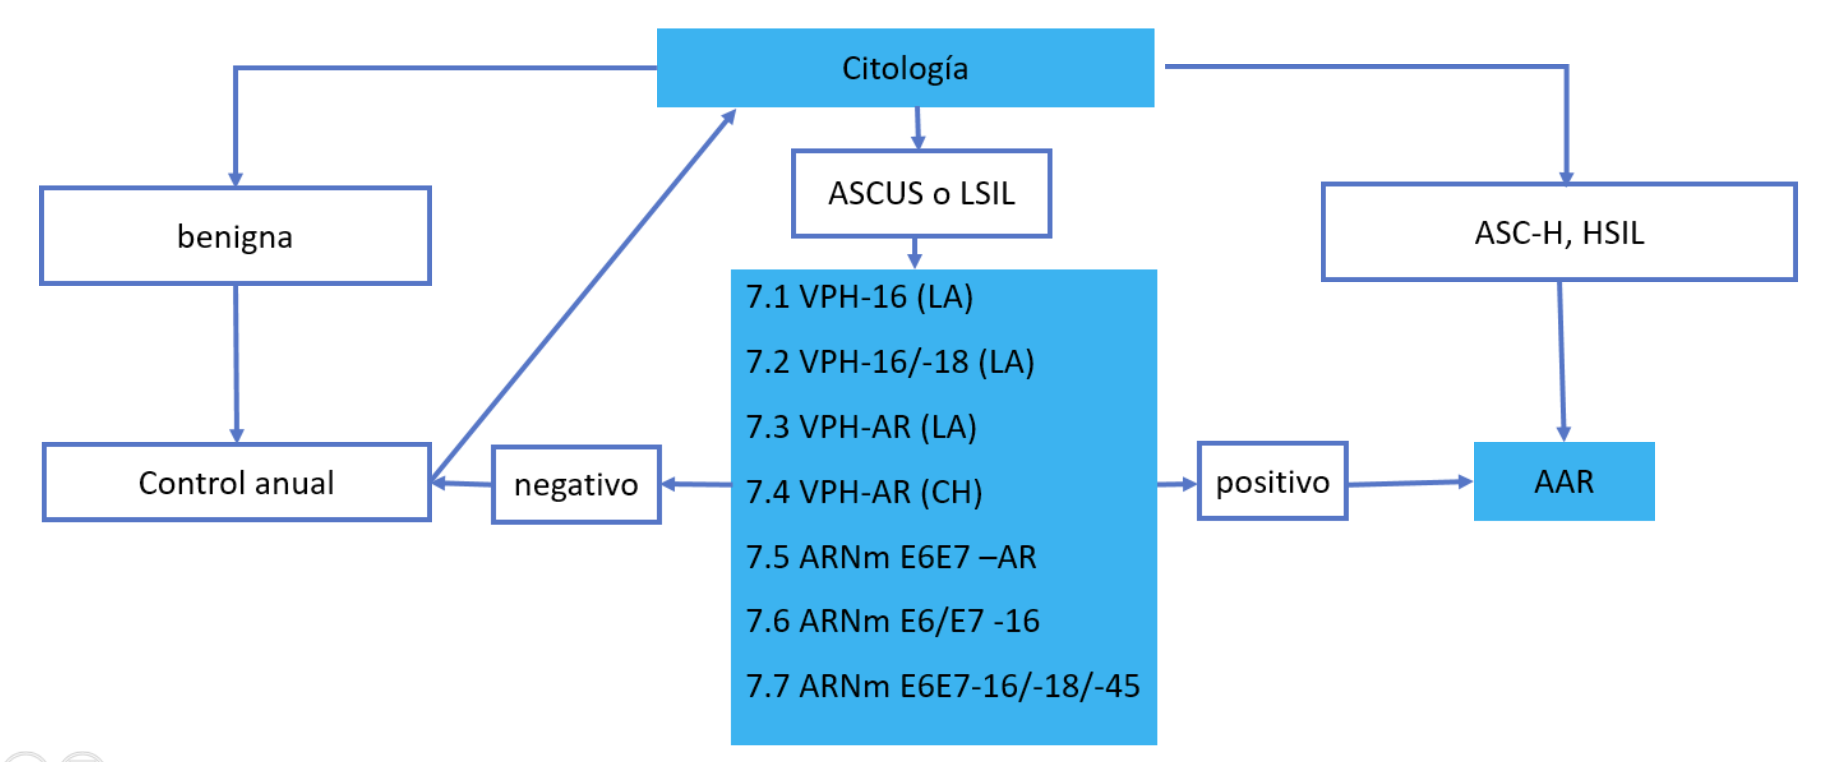 Citología
benigna
ASCUS o LSIL
ASC-H, HSIL
7.1 VPH-16 (LA)
7.2 VPH-16/-18 (LA)
7.3 VPH-AR (LA)
7.4 VPH-AR (CH)
7.5 ARNm E6E7 –AR
7.6 ARNm E6/E7 -16
7.7 ARNm E6E7-16/-18/-45
Control anual
negativo
positivo
AAR